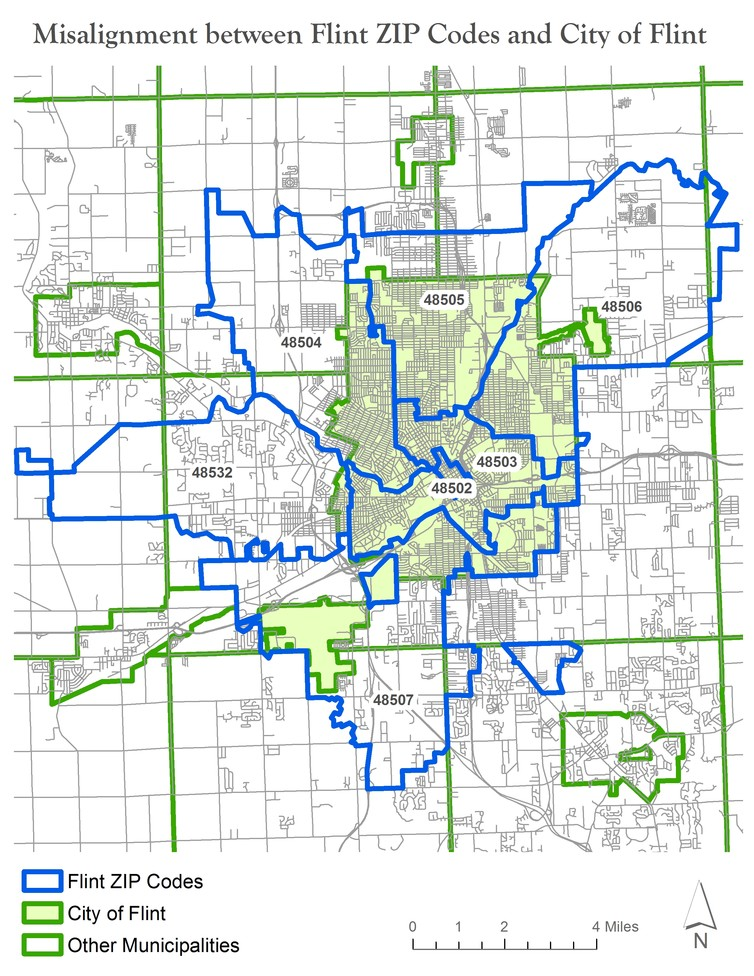 Misalignment between Flint ZIP Codes and City of Flint
48505
48506
48504
48503
48532
48502
48507
Flint ZIP Codes
City of Flint
Other Municipalities
0 1 2 4 Miles
N